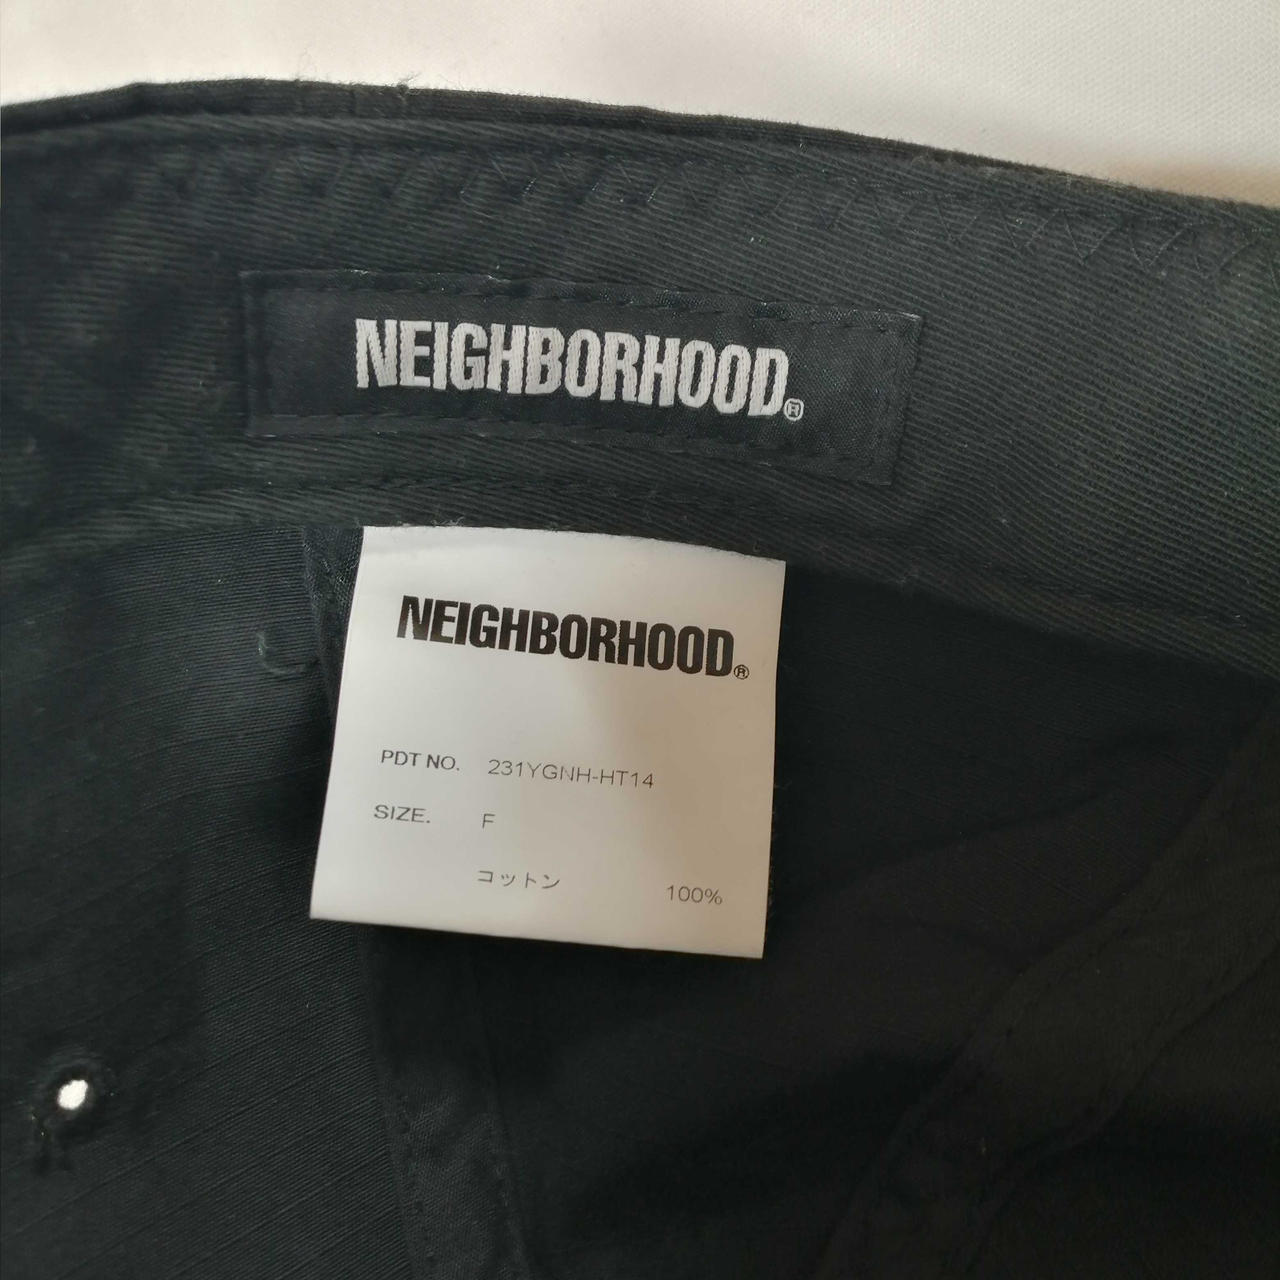 NEIGHBORHOOD®
NEIGHBORHOOD®
PDT NO. 231YGNH-HT14
SIZE. F
コットン 100%